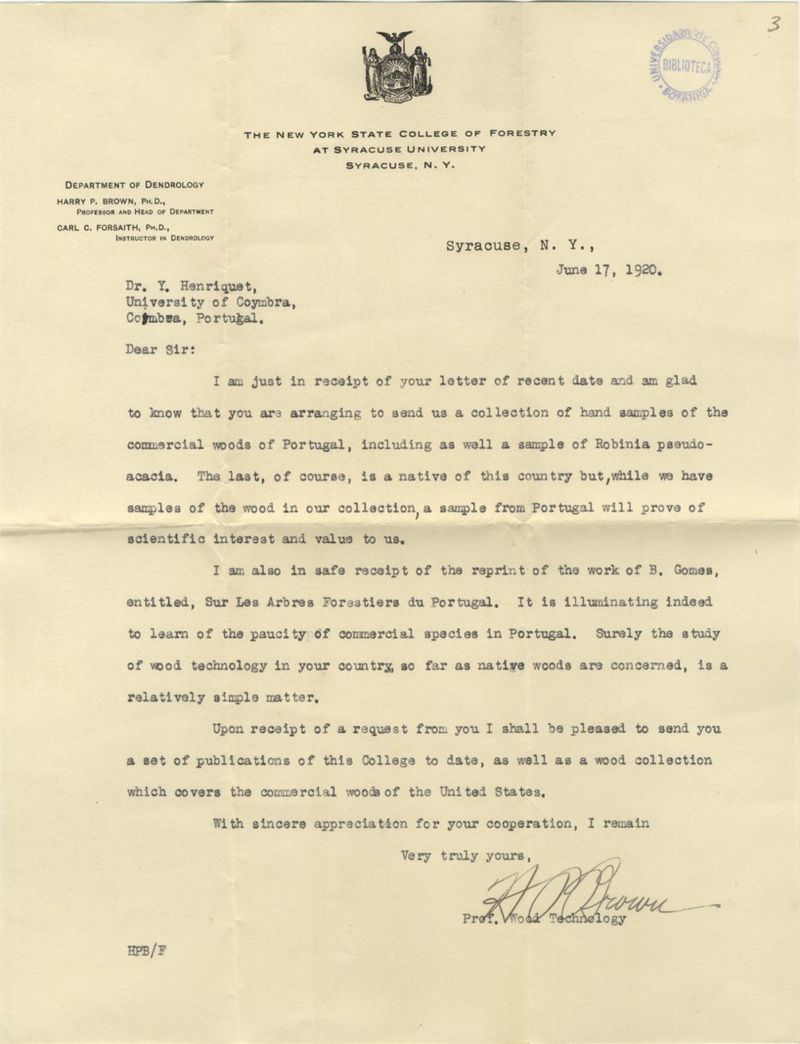 3
UNIVERSIDADE DE COIMBRA
BIBLIOTECA
BOTANICA
THE NEW YORK STATE COLLEGE OF FORESTRY
AT SYRACUSE UNIVERSITY
SYRACUSE, N. Y.
DEPARTMENT OF DENDROLOGY
HARRY P. BROWN, PH.D.,
PROFESSOR AND HEAD OF DEPARTMENT
CARL C. FORSAITH, PH.D.,
INSTRUCTOR IN DENDROLOGY
Syracuse, N. Y.,
June 17, 1920.
Dr. Y. Henriquet,
University of Coymbra,
Coimbra, Portugal.
Dear Sir:
I am just in receipt of your letter of recent date and am glad
to know that you are arranging to send us a collection of hand samples of the
commercial woods of Portugal, including as well a sample of Robinia pseudo-
acacia. The last, of course, is a native of this country but, while we have
samples of the wood in our collection, a sample from Portugal will prove of
scientific interest and value to us.
I am also in safe receipt of the reprint of the work of B. Gomes,
entitled, Sur Les Arbres Forestiers du Portugal. It is illuminating indeed
to learn of the paucity of commercial species in Portugal. Surely the study
of wood technology in your country, so far as native woods are concerned, is a
relatively simple matter.
Upon receipt of a request from you I shall be pleased to send you
a set of publications of this College to date, as well as a wood collection
which covers the commercial woods of the United States.
With sincere appreciation for your cooperation, I remain
Very truly yours,
H P Brown
Prof. Wood Technology
HPB/F